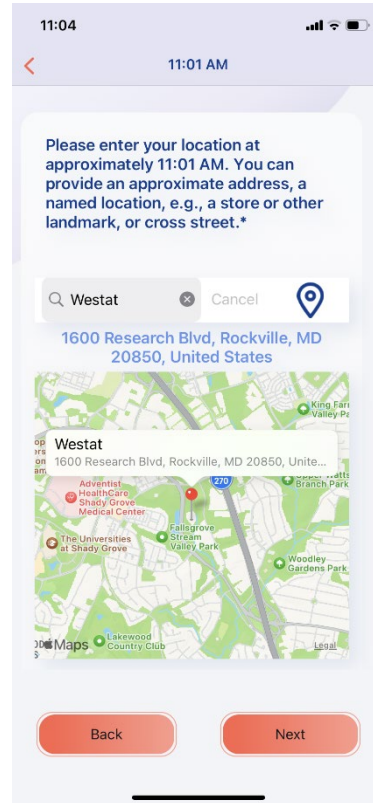 11:04
11:01 AM
Please enter your location at
approximately 11:01 AM. You can
provide an approximate address, a
named location, e.g., a store or other
landmark, or cross street.*
Westat
Cancel
1600 Research Blvd, Rockville, MD
20850, United States
King Farm
Valley Pa
Westat
1600 Research Blvd, Rockville, MD 20850, Unite...
270
Branch Park
Adventist
HealthCare
Shady Grove
Medical Center
Fallsgrove
Stream
Valley Park
The Universities
at Shady Grove
Woodley
Gardens Park
Lakewood
Country Club
Maps
Legal
Back
Next